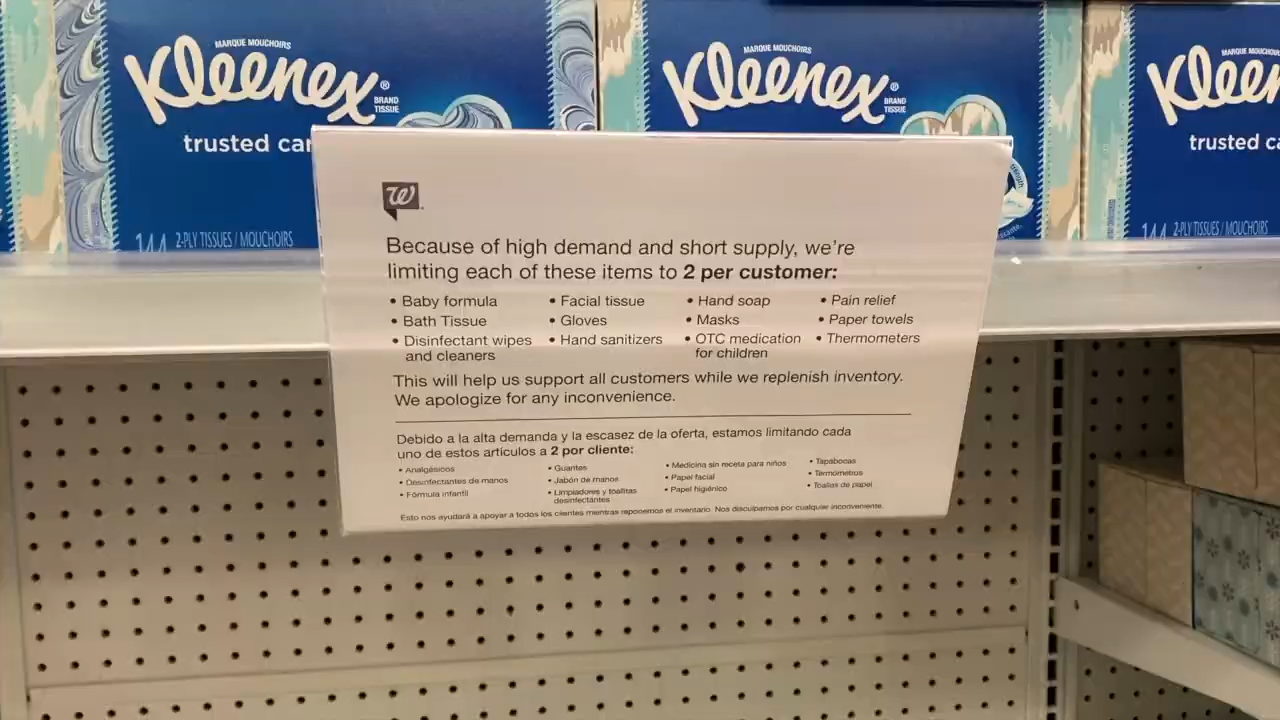 MARQUE MOUCHOIRS
Kleenex®
BRAND
TISSUE
trusted car
144 2-PLY TISSUES / MOUCHOIRS
MARQUE MOUCHOIRS
Kleenex®
BRAND
TISSUE
MARQUE MOUCHOIRS
Kleenex
trusted ca
144 2-PLY TISSUES / MOUCHOIRS
W
Because of high demand and short supply, we're
limiting each of these items to 2 per customer:
• Baby formula • Facial tissue • Hand soap • Pain relief
• Bath Tissue • Gloves • Masks • Paper towels
• Disinfectant wipes • Hand sanitizers • OTC medication • Thermometers
and cleaners for children
This will help us support all customers while we replenish inventory.
We apologize for any inconvenience.
Debido a la alta demanda y la escasez de la oferta, estamos limitando cada
uno de estos artículos a 2 por cliente:
• Analgésicos • Guantes • Medicina sin receta para niños • Tapabocas
• Desinfectantes de manos • Jabón de manos • Papel facial • Termómetros
• Fórmula infantil • Limpiadores y toallitas • Papel higiénico • Toallas de papel
desinfectantes
Esto nos ayudará a apoyar a todos los clientes mientras reponemos el inventario. Nos disculpamos por cualquier inconveniente.